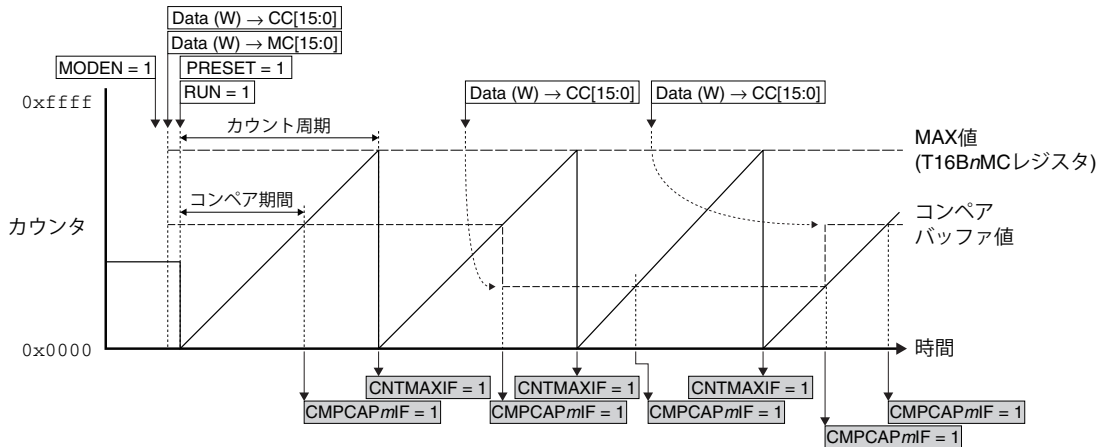 Data (W) → CC[15:0]
Data (W) → MC[15:0]
MODEN = 1
PRESET = 1
RUN = 1
Data (W) → CC[15:0]
Data (W) → CC[15:0]
0xffff
カウント周期
MAX値
(T16BnMCレジスタ)
コンペア期間
カウンタ
コンペア
バッファ値
0x0000
時間
CNTMAXIF = 1
CNTMAXIF = 1
CNTMAXIF = 1
CMPCAPmIF = 1
CMPCAPmIF = 1
CMPCAPmIF = 1
CMPCAPmIF = 1
CMPCAPmIF = 1